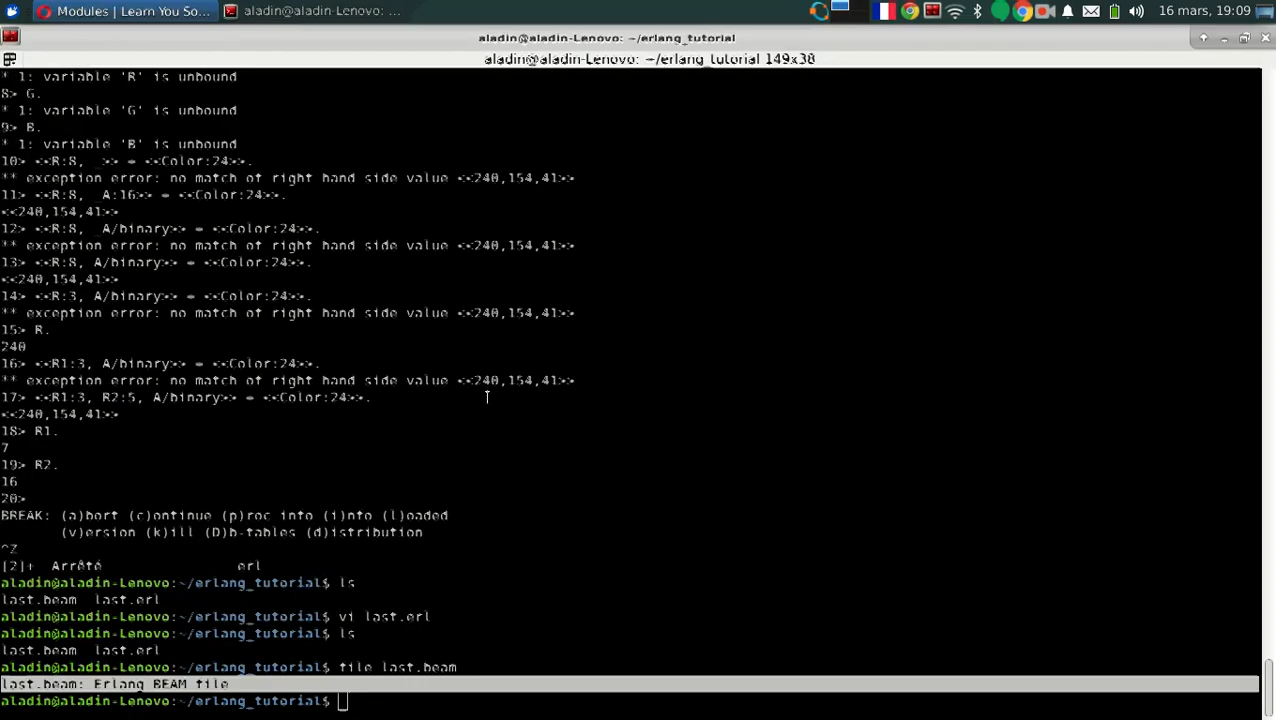 Modules | Learn You So...
aladin@aladin-Lenovo: ...
16 mars, 19:09
aladin@aladin-Lenovo: ~/erlang_tutorial
aladin@aladin-Lenovo: ~/erlang_tutorial 149x38
* 1: variable 'R' is unbound
8> G.
* 1: variable 'G' is unbound
9> B.
* 1: variable 'B' is unbound
10> <<R:8, _>> = <<Color:24>>.
** exception error: no match of right hand side value <<240,154,41>>
11> <<R:8, _A:16>> = <<Color:24>>.
<<240,154,41>>
12> <<R:8, _A/binary>> = <<Color:24>>.
** exception error: no match of right hand side value <<240,154,41>>
13> <<R:8, A/binary>> = <<Color:24>>.
<<240,154,41>>
14> <<R:3, A/binary>> = <<Color:24>>.
** exception error: no match of right hand side value <<240,154,41>>
15> R.
240
16> <<R1:3, A/binary>> = <<Color:24>>.
** exception error: no match of right hand side value <<240,154,41>>
17> <<R1:3, R2:5, A/binary>> = <<Color:24>>.
<<240,154,41>>
18> R1.
7
19> R2.
16
20>
BREAK: (a)bort (c)ontinue (p)roc info (i)nfo (l)oaded
(v)ersion (k)ill (D)b-tables (d)istribution
^Z
[2]+  Arrêté                 erl
aladin@aladin-Lenovo:~/erlang_tutorial$ ls
last.beam  last.erl
aladin@aladin-Lenovo:~/erlang_tutorial$ vi last.erl
aladin@aladin-Lenovo:~/erlang_tutorial$ ls
last.beam  last.erl
aladin@aladin-Lenovo:~/erlang_tutorial$ file last.beam
last.beam: Erlang BEAM file
aladin@aladin-Lenovo:~/erlang_tutorial$